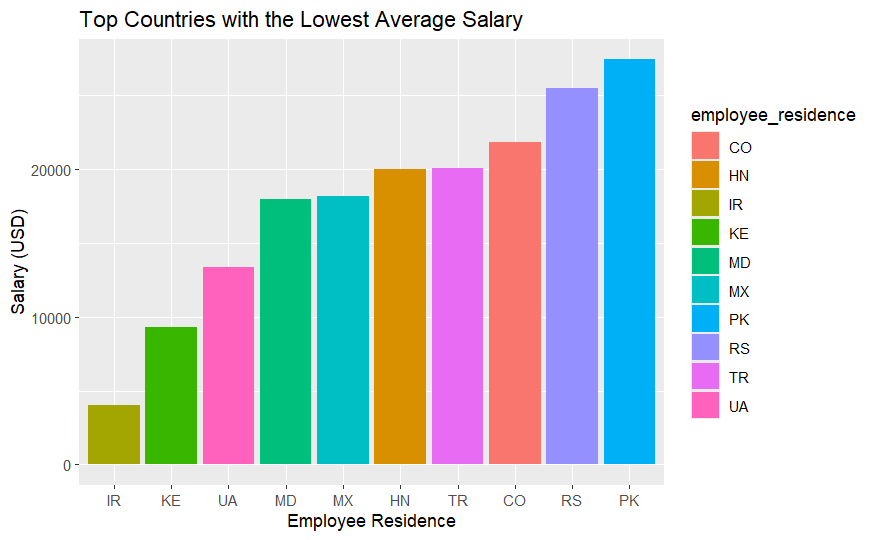 Top Countries with the Lowest Average Salary
Salary (USD)
20000
10000
0
IR KE UA MD MX HN TR CO RS PK
Employee Residence
employee_residence
CO
HN
IR
KE
MD
MX
PK
RS
TR
UA